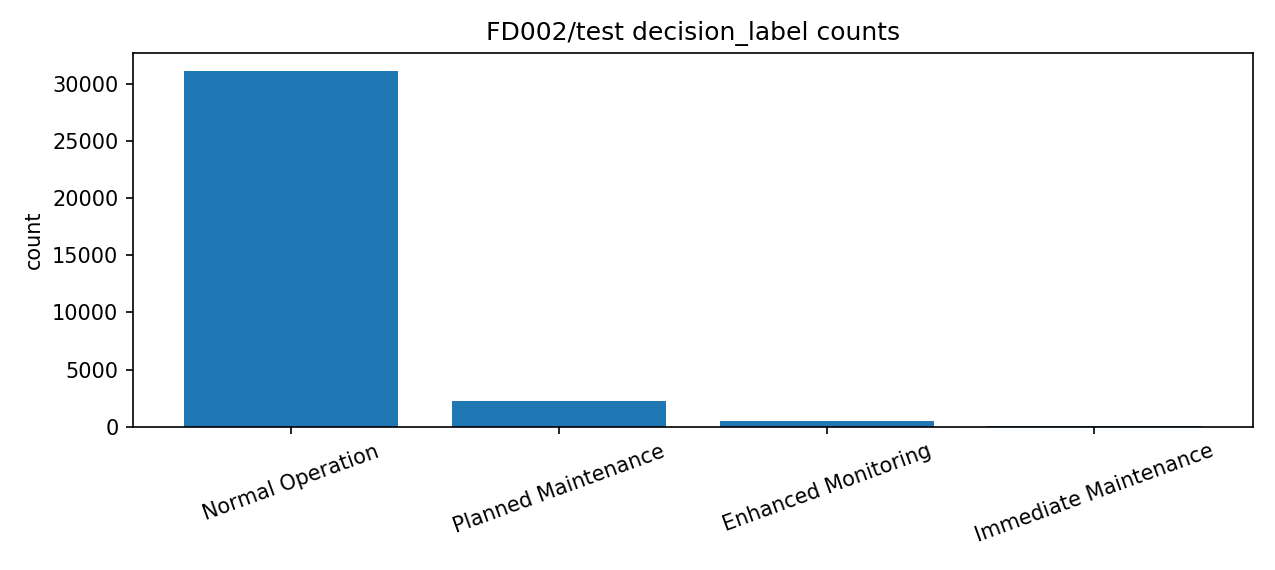 FD002/test decision_label counts
count
30000
25000
20000
15000
10000
5000
0
Normal Operation
Planned Maintenance
Enhanced Monitoring
Immediate Maintenance